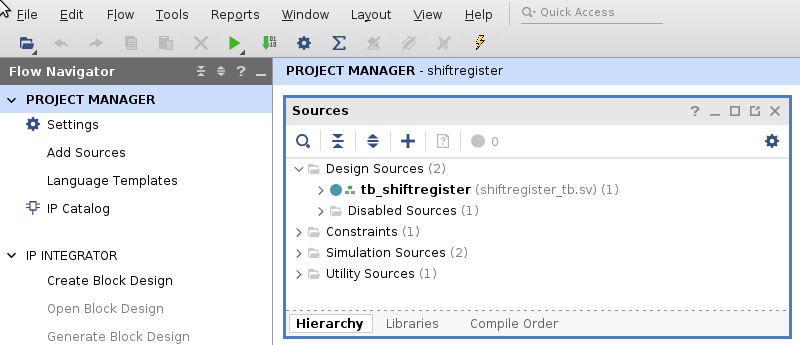 File Edit Flow Tools Reports Window Layout View Help Quick Access
Flow Navigator
PROJECT MANAGER
Settings
Add Sources
Language Templates
IP Catalog
IP INTEGRATOR
Create Block Design
Open Block Design
Generate Block Design
PROJECT MANAGER - shiftregister
Sources
0
Design Sources (2)
tb_shiftregister (shiftregister_tb.sv) (1)
Disabled Sources (1)
Constraints (1)
Simulation Sources (2)
Utility Sources (1)
Hierarchy Libraries Compile Order